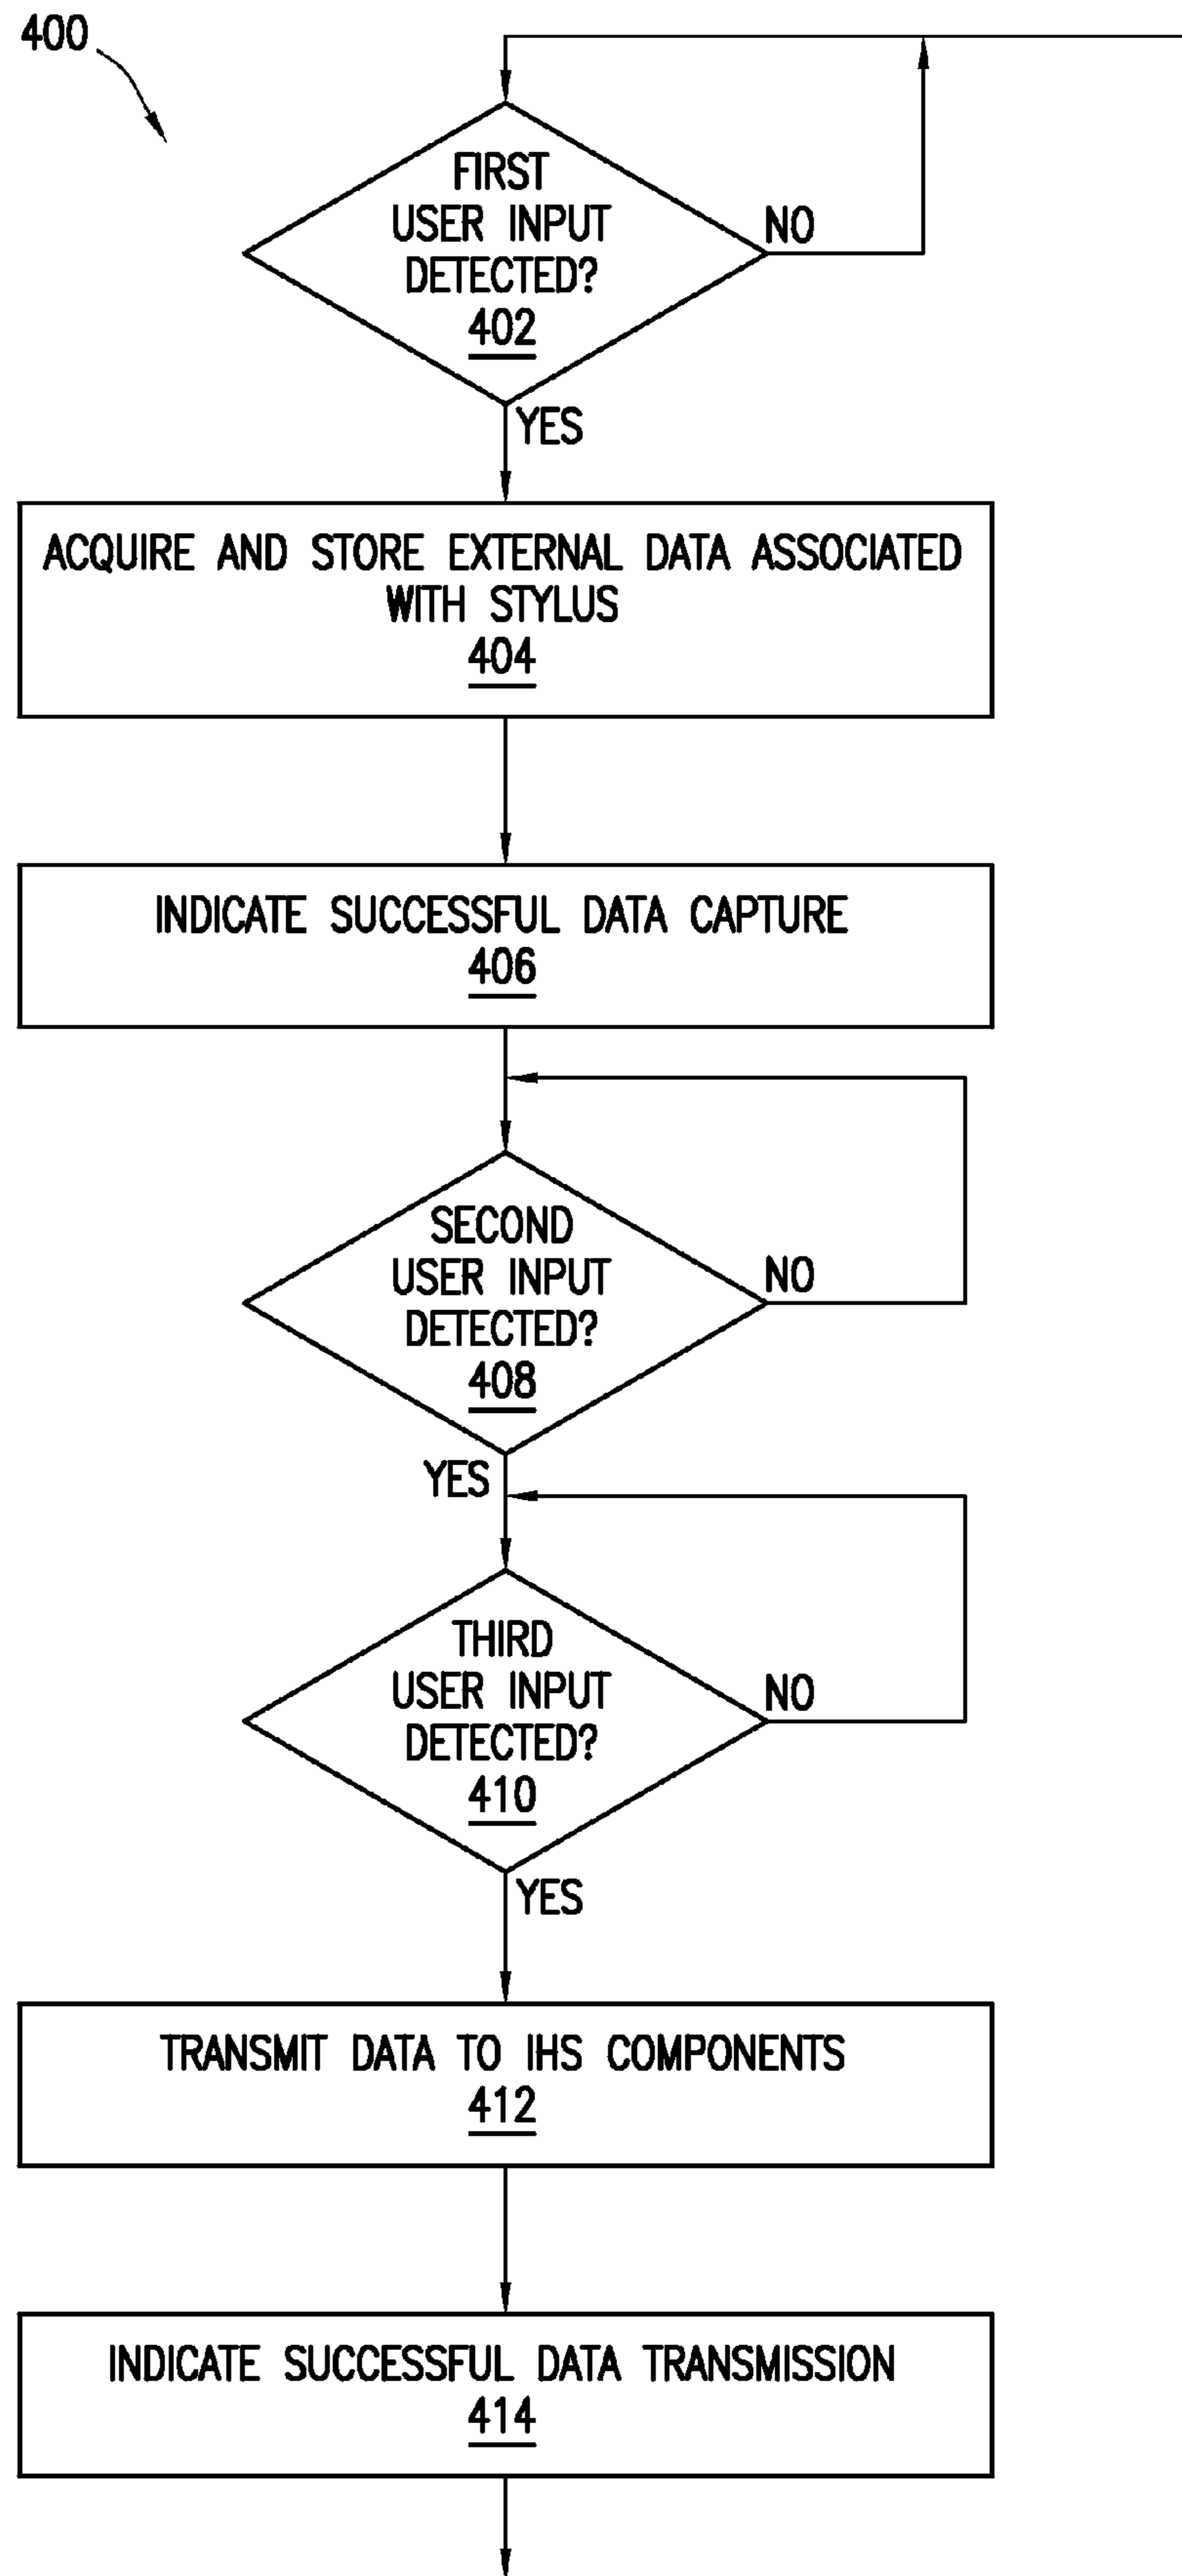 400
FIRST
USER INPUT
DETECTED?
402
NO
YES
ACQUIRE AND STORE EXTERNAL DATA ASSOCIATED
WITH STYLUS
404
INDICATE SUCCESSFUL DATA CAPTURE
406
SECOND
USER INPUT
DETECTED?
408
NO
YES
THIRD
USER INPUT
DETECTED?
410
NO
YES
TRANSMIT DATA TO IHS COMPONENTS
412
INDICATE SUCCESSFUL DATA TRANSMISSION
414